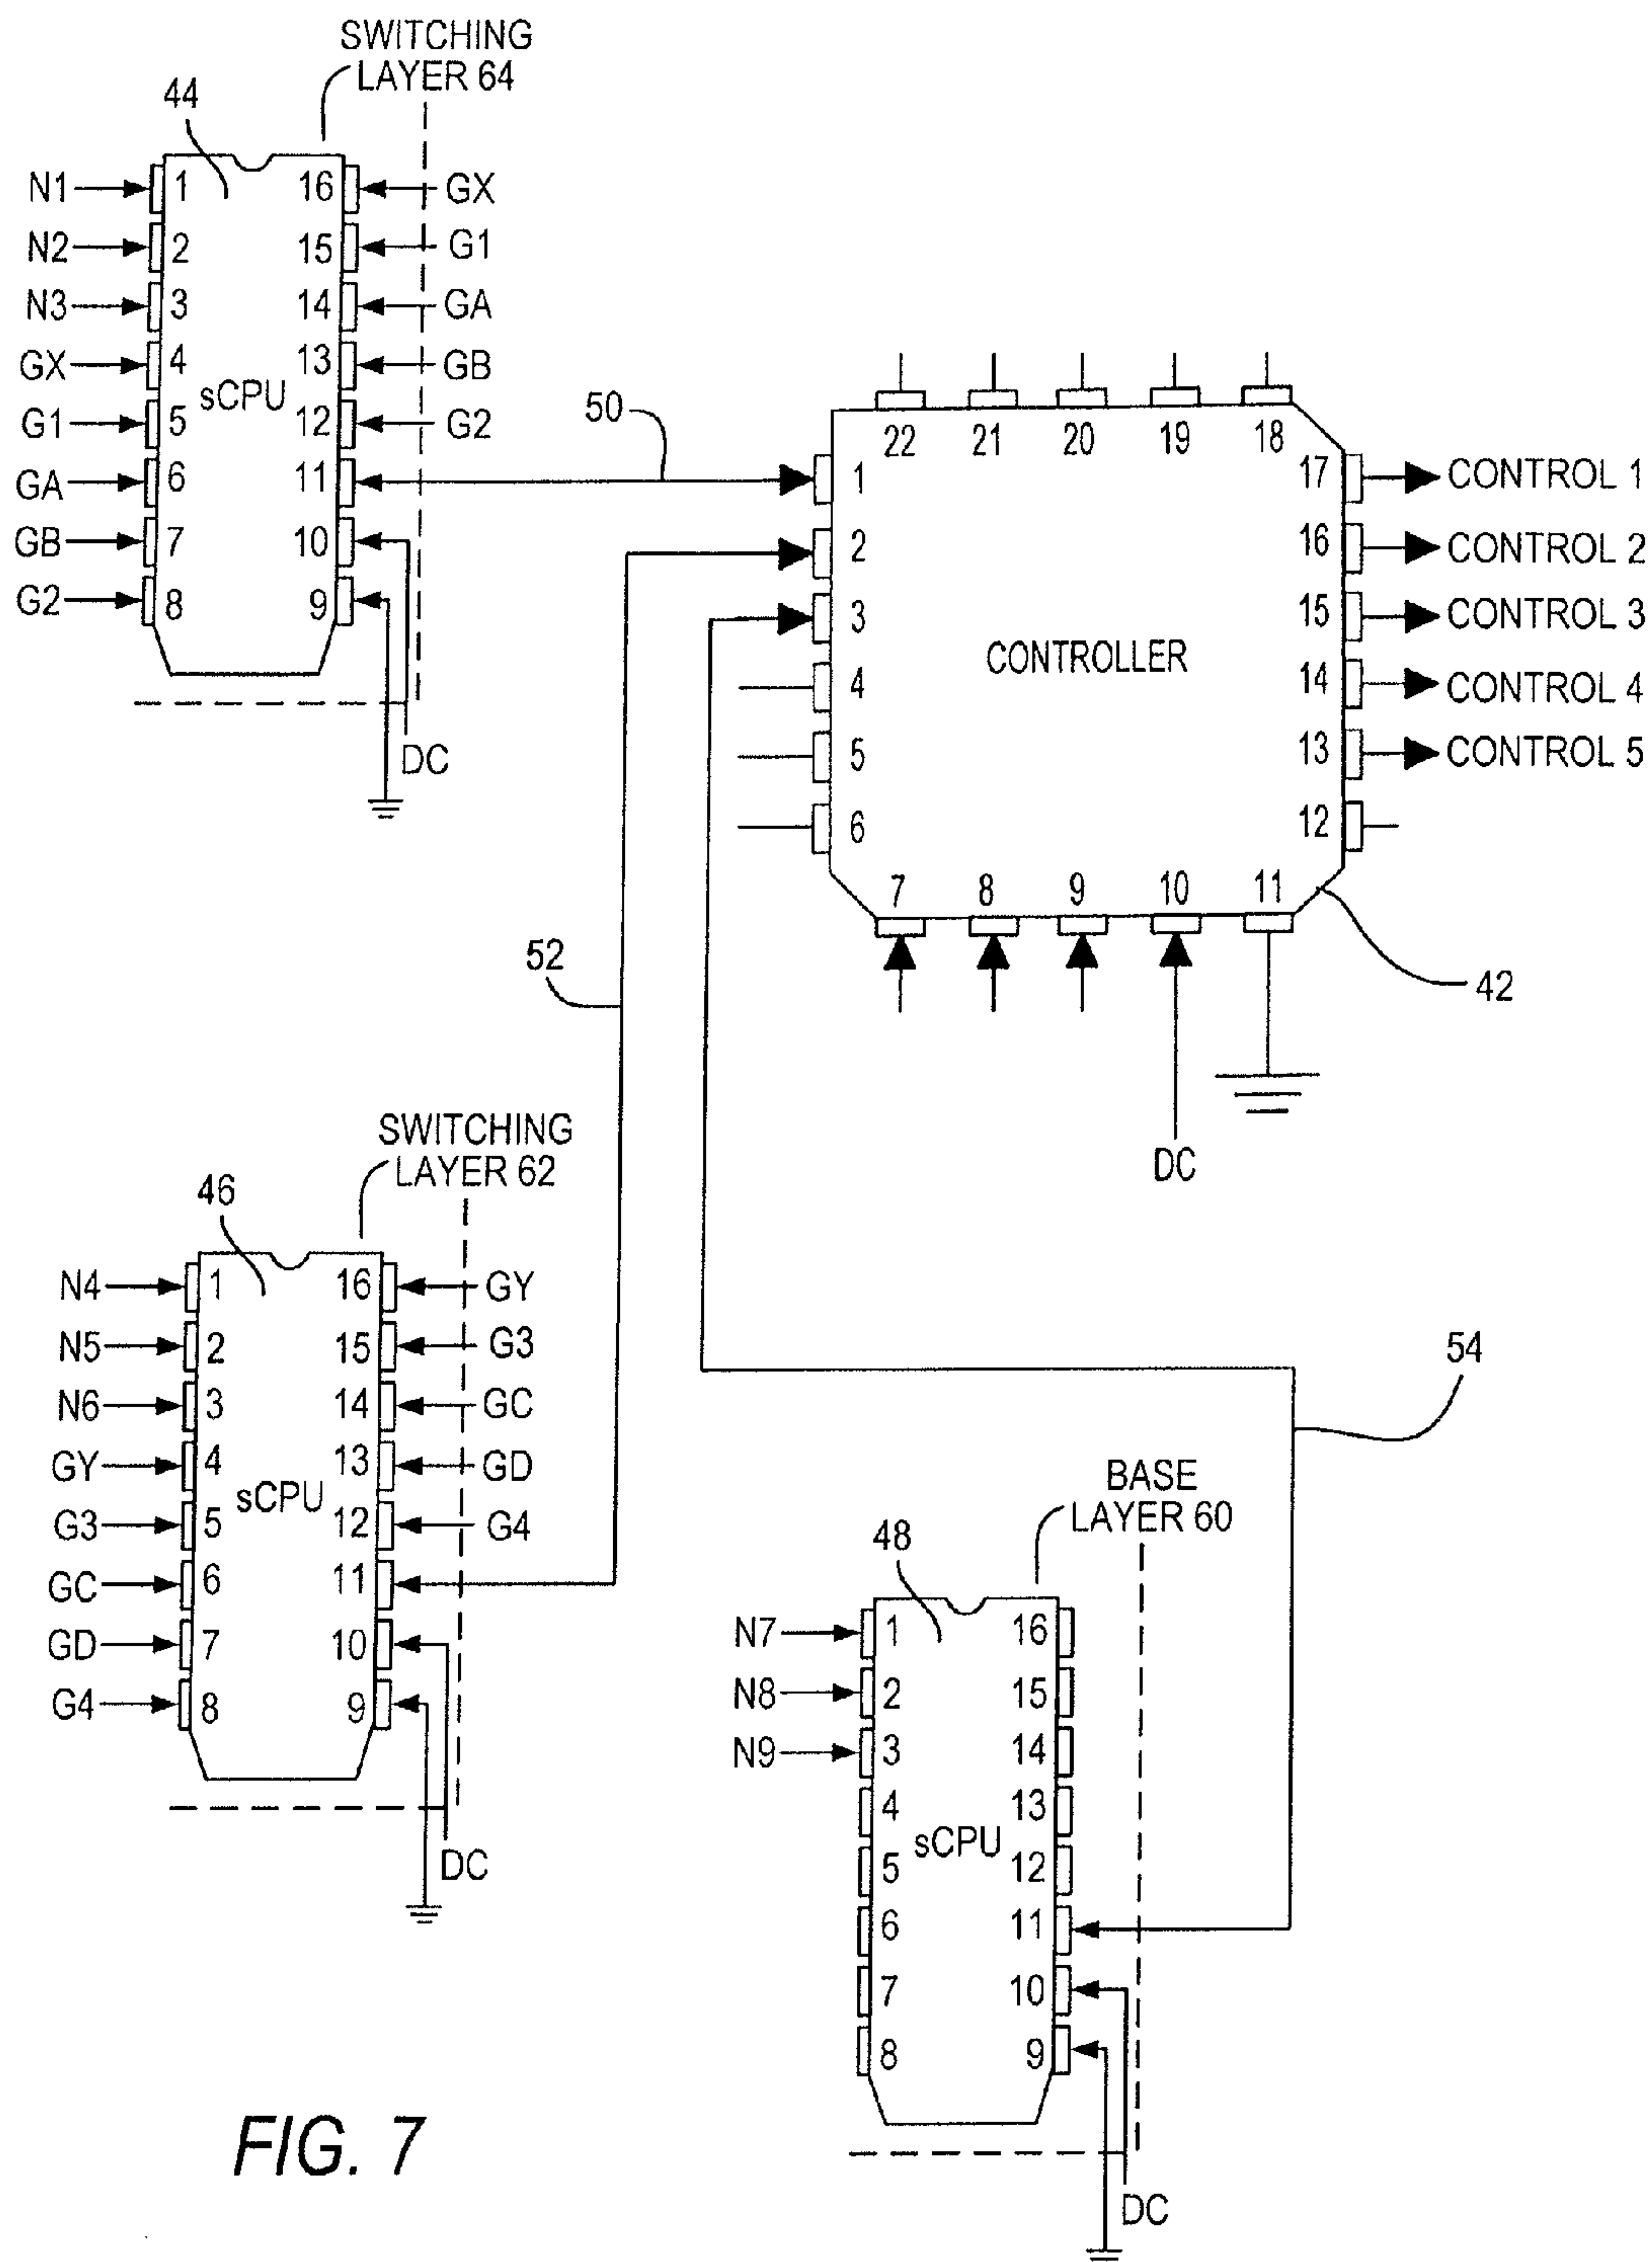 SWITCHING
LAYER 64
44
N1 1 16 GX
N2 2 15 G1
N3 3 14 GA
GX 4 13 GB
sCPU
G1 5 12 G2
GA 6 11
GB 7 10
G2 8 9
DC
50
22 21 20 19 18
1 17 CONTROL 1
2 16 CONTROL 2
3 15 CONTROL 3
CONTROLLER
4 14 CONTROL 4
5 13 CONTROL 5
6 12
7 8 9 10 11
42
DC
52
SWITCHING
LAYER 62
46
N4 1 16 GY
N5 2 15 G3
N6 3 14 GC
GY 4 13 GD
sCPU
G3 5 12 G4
GC 6 11
GD 7 10
G4 8 9
DC
54
BASE
LAYER 60
48
N7 1 16
N8 2 15
N9 3 14
4 13
sCPU
5 12
6 11
7 10
8 9
DC
FIG. 7